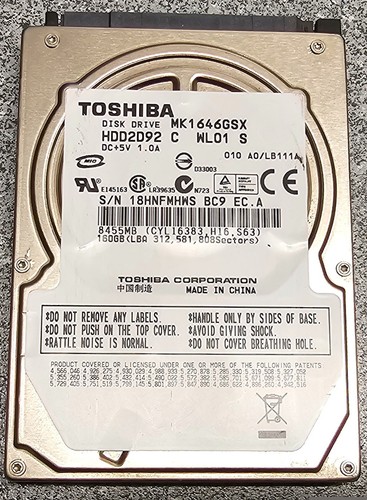 TOSHIBA
DISK DRIVE MK1646GSX
HDD2D92 C WL01 S
DC+5V 1.0A
010 A0/LB111A
MIC
D33003
E145163 LR39635 N723
S/N 18HNFMHWS BC9 EC.A
8455MB (CYL16383,H16,S63)
160GB(LBA 312,581,808Sectors)
TOSHIBA CORPORATION
中国制造 MADE IN CHINA
*DO NOT REMOVE ANY LABELS. *HANDLE ONLY BY SIDES OF BASE.
*DO NOT PUSH ON THE TOP COVER. *AVOID GIVING SHOCK.
*RATTLE NOISE IS NORMAL. *DO NOT COVER BREATHING HOLE.
PRODUCT COVERED OR LICENSED UNDER ONE OR MORE OF THE FOLLOWING US PATENTS